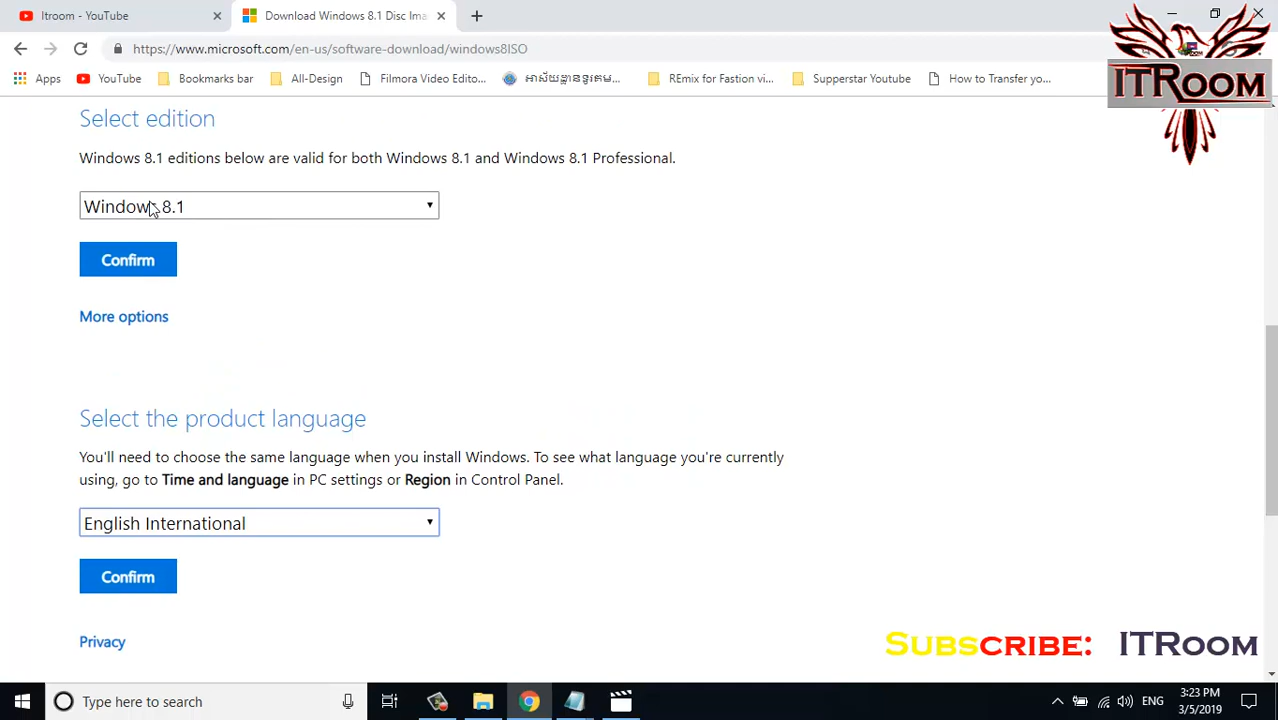 Itroom - YouTube
Download Windows 8.1 Disc Ima
https://www.microsoft.com/en-us/software-download/windows8ISO
Apps
YouTube
Bookmarks bar
All-Design
Filmora Video Edito...
REmix for Fastion vi...
Supperstar Youtube
How to Transfer yo...
ITRoom
Select edition
Windows 8.1 editions below are valid for both Windows 8.1 and Windows 8.1 Professional.
Windows 8.1
Confirm
More options
Select the product language
You'll need to choose the same language when you install Windows. To see what language you're currently
using, go to Time and language in PC settings or Region in Control Panel.
English International
Confirm
Privacy
Subscribe: ITRoom
Type here to search
ENG
3:23 PM
3/5/2019